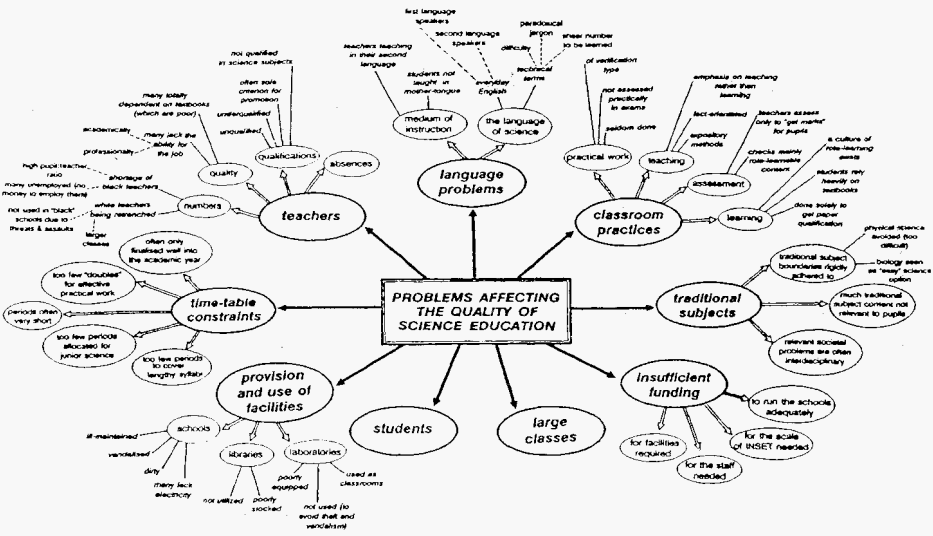 first language
speakers
second language
speakers
paradoxical
jargon
sheer number
to be learned
difficulty
technical
terms
everyday
English
the language
of science
teachers teaching
in their second
language
students not
taught in
mother-tongue
medium of
instruction
language
problems
not qualified
in science subjects
often sole
criterion for
promotion
underqualified
unqualified
qualifications
many totally
dependent on textbooks
(which are poor)
academically
professionally
many lack the
ability for
the job
quality
absences
high pupil:teacher
ratio
many unemployed (no
money to employ them)
shortage of
black teachers
not used in "black"
schools due to
threats & assaults
white teachers
being retrenched
larger
classes
numbers
teachers
of verification
type
not assessed
practically
in exams
seldom done
practical work
emphasis on teaching
rather than
learning
fact-orientated
expository
methods
teaching
teachers assess
only to "get marks"
for pupils
checks mainly
rote-learnable
content
assessment
a culture of
rote-learning
exists
students rely
heavily on
textbooks
done solely to
get paper
qualification
learning
classroom
practices
often only
finalised well into
the academic year
too few "doubles"
for effective
practical work
periods often
very short
too few periods
allocated for
junior science
too few periods
to cover
lengthy syllabi
time-table
constraints
PROBLEMS AFFECTING
THE QUALITY OF
SCIENCE EDUCATION
traditional
subjects
traditional subject
boundaries rigidly
adhered to
physical science
avoided (too
difficult)
biology seen
as "easy" science
option
much traditional
subject content not
relevant to pupils
relevant societal
problems are often
interdisciplinary
provision
and use of
facilities
schools
ill-maintained
vandalised
dirty
many lack
electricity
libraries
not utilized
poorly
stocked
laboratories
poorly
equipped
used as
classrooms
not used (to
avoid theft and
vandalism)
students
large
classes
insufficient
funding
to run the schools
adequately
for the scale
of INSET needed
for the staff
needed
for facilities
required